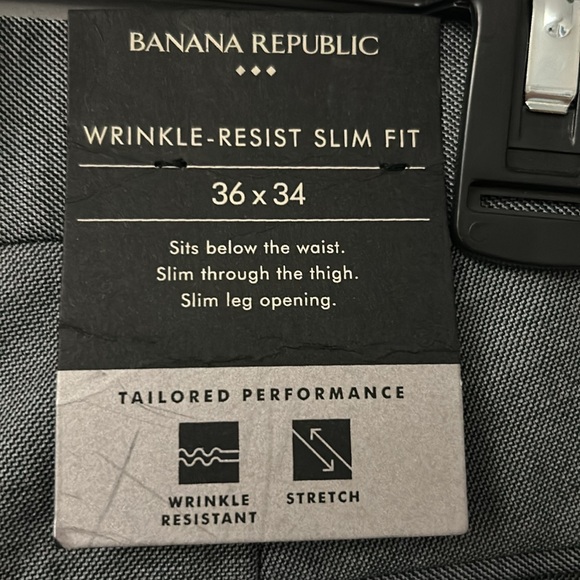 BANANA REPUBLIC
WRINKLE-RESIST SLIM FIT
36 x 34
Sits below the waist.
Slim through the thigh.
Slim leg opening.
TAILORED PERFORMANCE
WRINKLE
RESISTANT
STRETCH